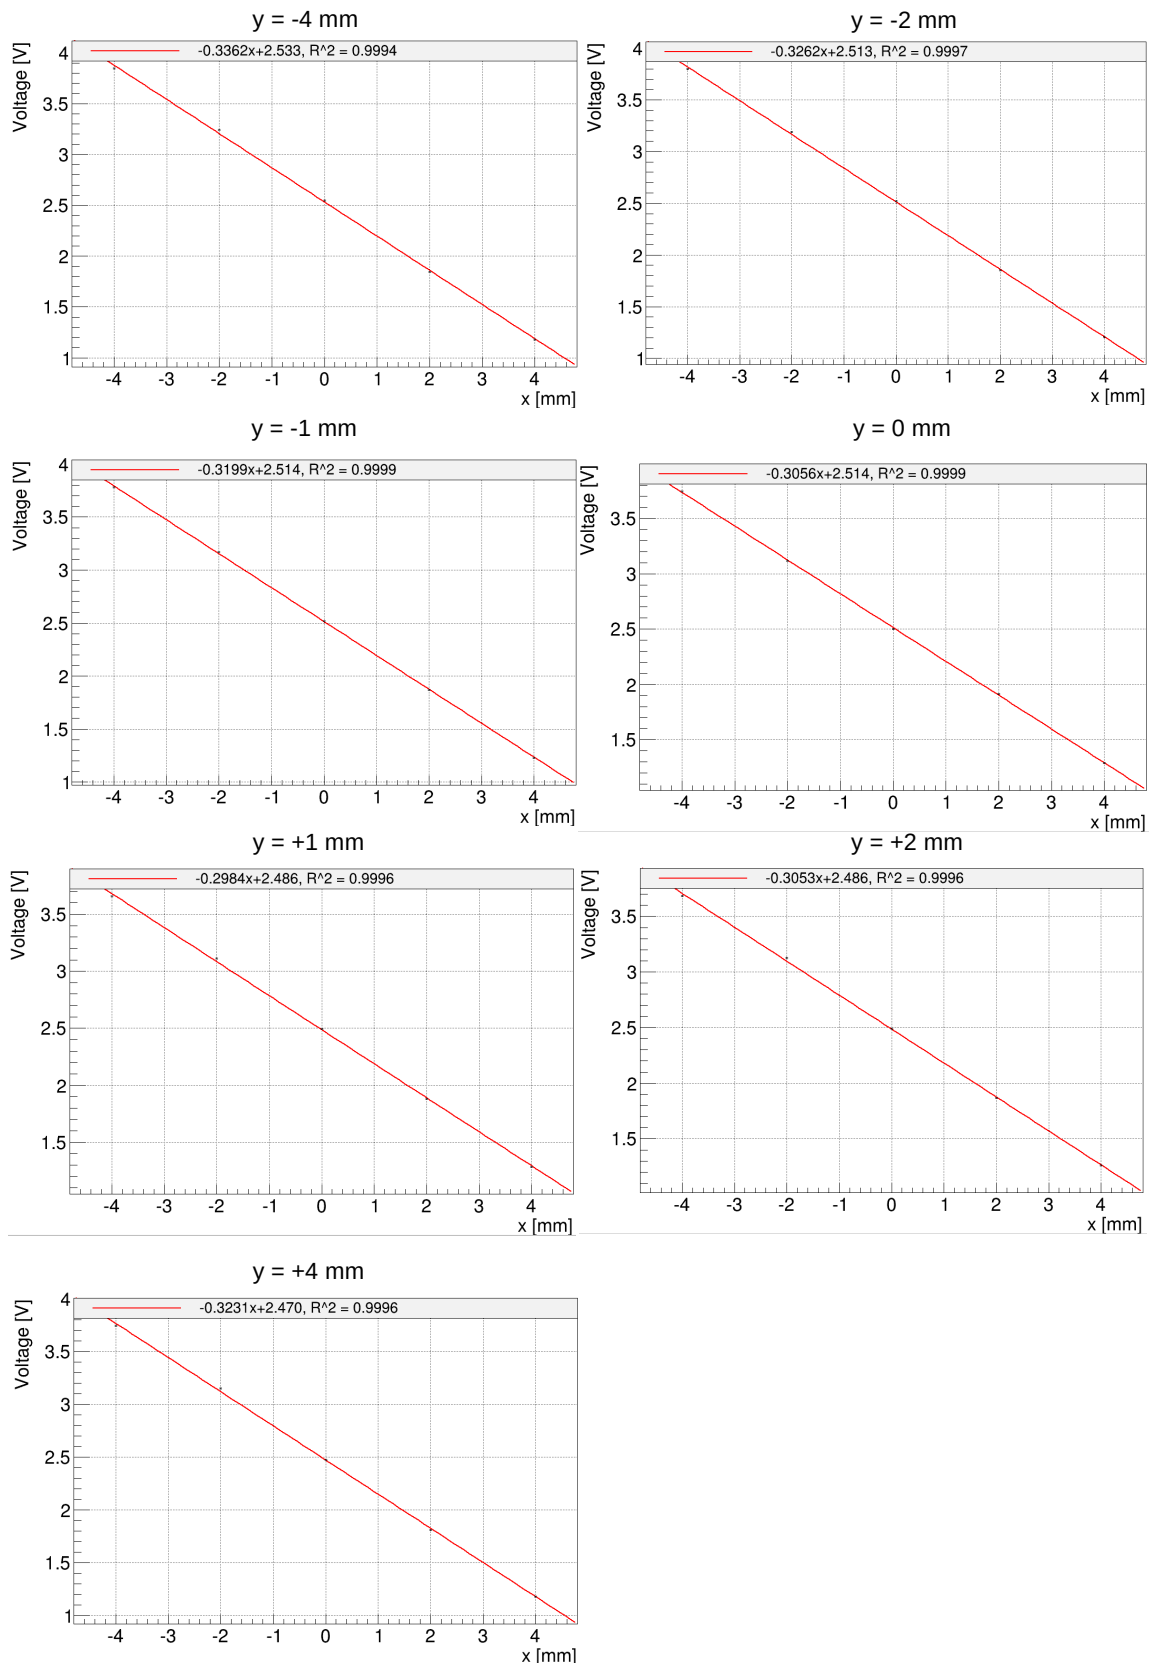 y = -4 mm
-0.3362x+2.533, R^2 = 0.9994
Voltage [V]
4
3.5
3
2.5
2
1.5
1
-4 -3 -2 -1 0 1 2 3 4
x [mm]
y = -2 mm
-0.3262x+2.513, R^2 = 0.9997
Voltage [V]
4
3.5
3
2.5
2
1.5
1
-4 -3 -2 -1 0 1 2 3 4
x [mm]
y = -1 mm
-0.3199x+2.514, R^2 = 0.9999
Voltage [V]
4
3.5
3
2.5
2
1.5
1
-4 -3 -2 -1 0 1 2 3 4
x [mm]
y = 0 mm
-0.3056x+2.514, R^2 = 0.9999
Voltage [V]
3.5
3
2.5
2
1.5
-4 -3 -2 -1 0 1 2 3 4
x [mm]
y = +1 mm
-0.2984x+2.486, R^2 = 0.9996
Voltage [V]
3.5
3
2.5
2
1.5
-4 -3 -2 -1 0 1 2 3 4
x [mm]
y = +2 mm
-0.3053x+2.486, R^2 = 0.9996
Voltage [V]
3.5
3
2.5
2
1.5
-4 -3 -2 -1 0 1 2 3 4
x [mm]
y = +4 mm
-0.3231x+2.470, R^2 = 0.9996
Voltage [V]
4
3.5
3
2.5
2
1.5
1
-4 -3 -2 -1 0 1 2 3 4
x [mm]